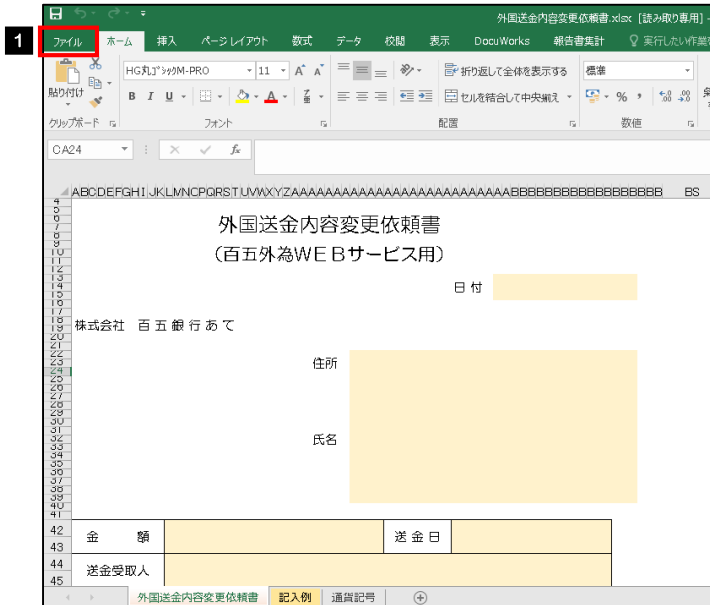 外国送金内容変更依頼書.xlsx [読み取り専用] -
1
ファイル ホーム 挿入 ページ レイアウト 数式 データ 校閲 表示 DocuWorks 報告書集計 実行したい作業
HG丸ｺﾞｼｯｸM-PRO 11 A A 折り返して全体を表示する 標準
貼り付け B I U A セルを結合して中央揃え % ,
クリップボード フォント 配置 数値
CA24 fx
ABCDEFGHI JKLMNCPQRSTUVWXYZAAAAAAAAAAAAAAAAAAAAAAAAAABBBBBBBBBBBBBBBBBBB BS
外国送金内容変更依頼書
(百五外為WEBサービス用)
日 付
株式会社 百 五 銀 行 あ て
住所
氏名
42
金 額 送 金 日
43
44
送金受取人
45
外国送金内容変更依頼書 記入例 通貨記号